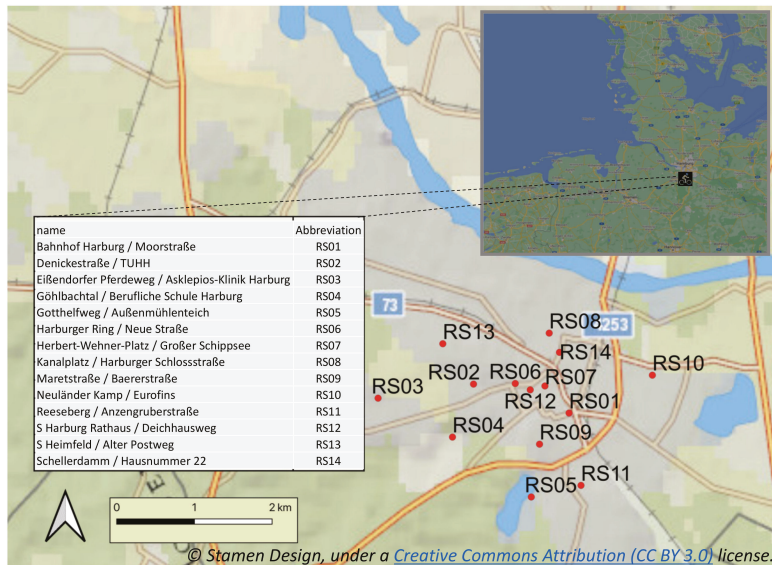 name Abbreviation
Bahnhof Harburg / Moorstraße RS01
Denickestraße / TUHH RS02
Eißendorfer Pferdeweg / Asklepios-Klinik Harburg RS03
Göhlbachtal / Berufliche Schule Harburg RS04
Gotthelfweg / Außenmühlenteich RS05
Harburger Ring / Neue Straße RS06
Herbert-Wehner-Platz / Großer Schippsee RS07
Kanalplatz / Harburger Schlossstraße RS08
Maretstraße / Baererstraße RS09
Neuländer Kamp / Eurofins RS10
Reeseberg / Anzengruberstraße RS11
S Harburg Rathaus / Deichhausweg RS12
S Heimfeld / Alter Postweg RS13
Schellerdamm / Hausnummer 22 RS14
73
RS08 253
RS13
RS14
RS10
RS02 RS06 RS07
RS03
RS12
RS01
RS04
RS09
RS11
RS05
E
0 1 2 km
© Stamen Design, under a Creative Commons Attribution (CC BY 3.0) license.